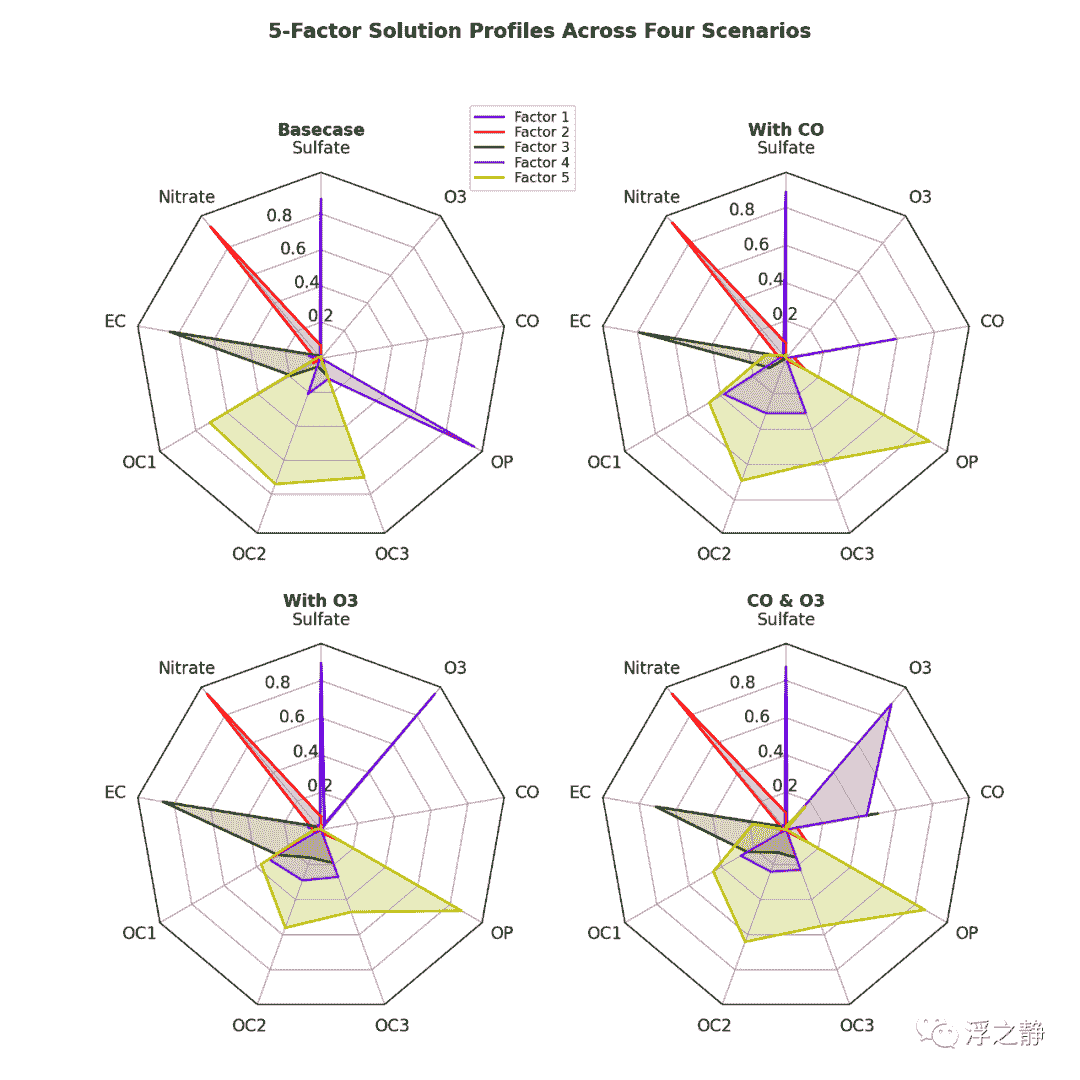 5-Factor Solution Profiles Across Four Scenarios
Factor 1
Factor 2
Factor 3
Factor 4
Factor 5
Basecase
Sulfate
Nitrate
O3
EC
CO
OC1
OP
OC2
OC3
0.8
0.6
0.4
0.2
With CO
Sulfate
Nitrate
O3
EC
CO
OC1
OP
OC2
OC3
0.8
0.6
0.4
0.2
With O3
Sulfate
Nitrate
O3
EC
CO
OC1
OP
OC2
OC3
0.8
0.6
0.4
0.2
CO & O3
Sulfate
Nitrate
O3
EC
CO
OC1
OP
OC2
OC3
0.8
0.6
0.4
0.2
浮之静